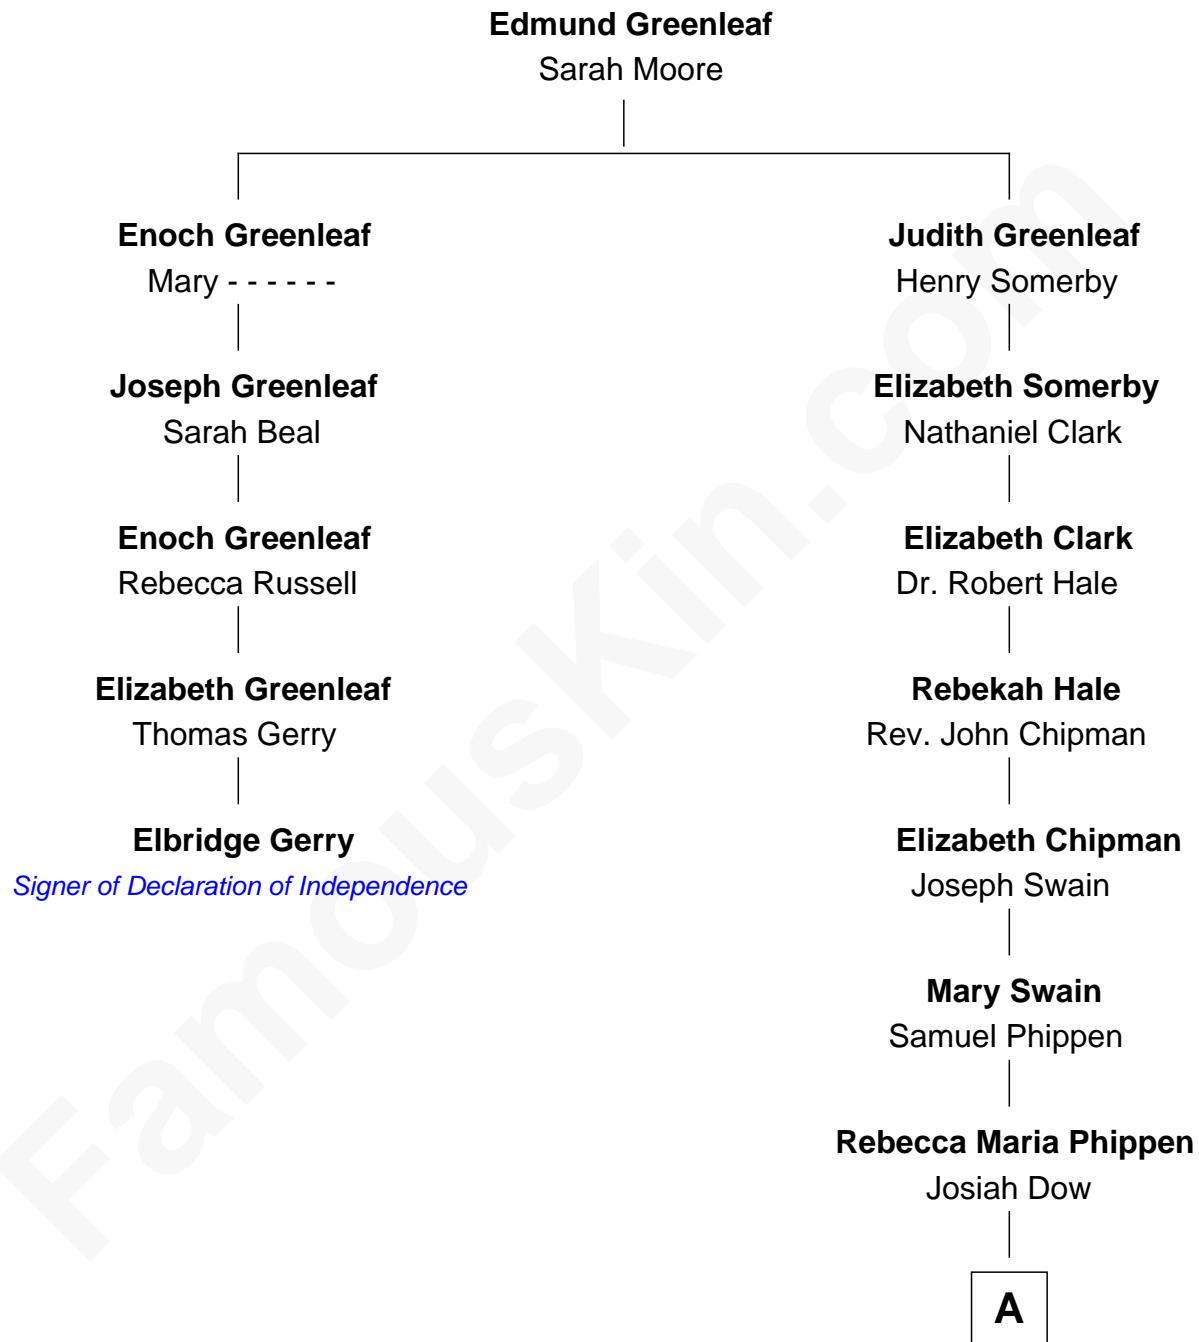 Edmund Greenleaf
Sarah Moore
Enoch Greenleaf
Mary - - - - - -
Judith Greenleaf
Henry Somerby
Joseph Greenleaf
Sarah Beal
Elizabeth Somerby
Nathaniel Clark
Enoch Greenleaf
Rebecca Russell
Elizabeth Clark
Dr. Robert Hale
Elizabeth Greenleaf
Thomas Gerry
Rebekah Hale
Rev. John Chipman
Elbridge Gerry
Signer of Declaration of Independence
Elizabeth Chipman
Joseph Swain
Mary Swain
Samuel Phippen
Rebecca Maria Phippen
Josiah Dow
A
FamousKin.com